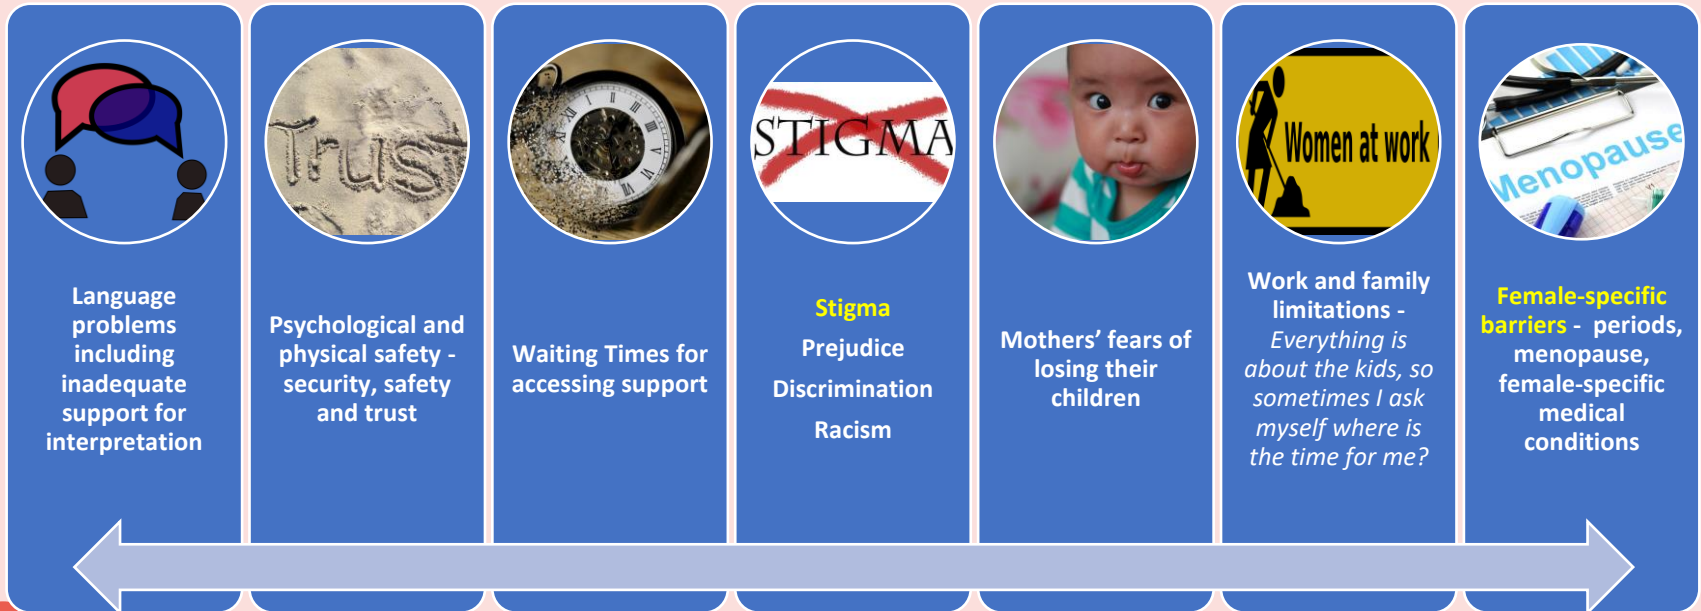 Trust
STIGMA
Women at work
Menopause
Language
problems
including
inadequate
support for
interpretation
Psychological and
physical safety -
security, safety
and trust
Waiting Times for
accessing support
Stigma
Prejudice
Discrimination
Racism
Mothers’ fears of
losing their
children
Work and family
limitations -
Everything is
about the kids, so
sometimes I ask
myself where is
the time for me?
Female-specific
barriers - periods,
menopause,
female-specific
medical
conditions